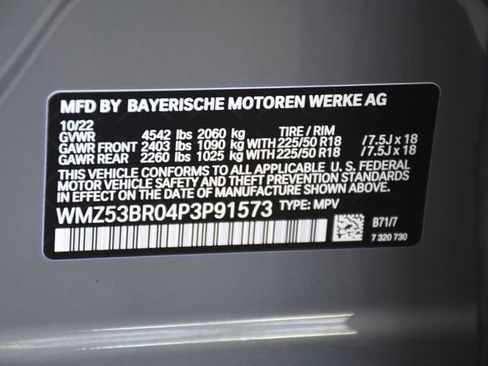 MFD BY BAYERISCHE MOTOREN WERKE AG
10/22
GVWR 4542 lbs 2060 kg TIRE / RIM
GAWR FRONT 2403 lbs 1090 kg WITH 225/50 R18 /7.5J x 18
GAWR REAR 2260 lbs 1025 kg WITH 225/50 R18 /7.5J x 18
THIS VEHICLE CONFORMS TO ALL APPLICABLE U. S. FEDERAL
MOTOR VEHICLE SAFETY, BUMPER, AND THEFT PREVENTION
STANDARDS IN EFFECT ON THE DATE OF MANUFACTURE SHOWN ABOVE.
WMZ53BR04P3P91573 TYPE: MPV
B71/7
7 320 730